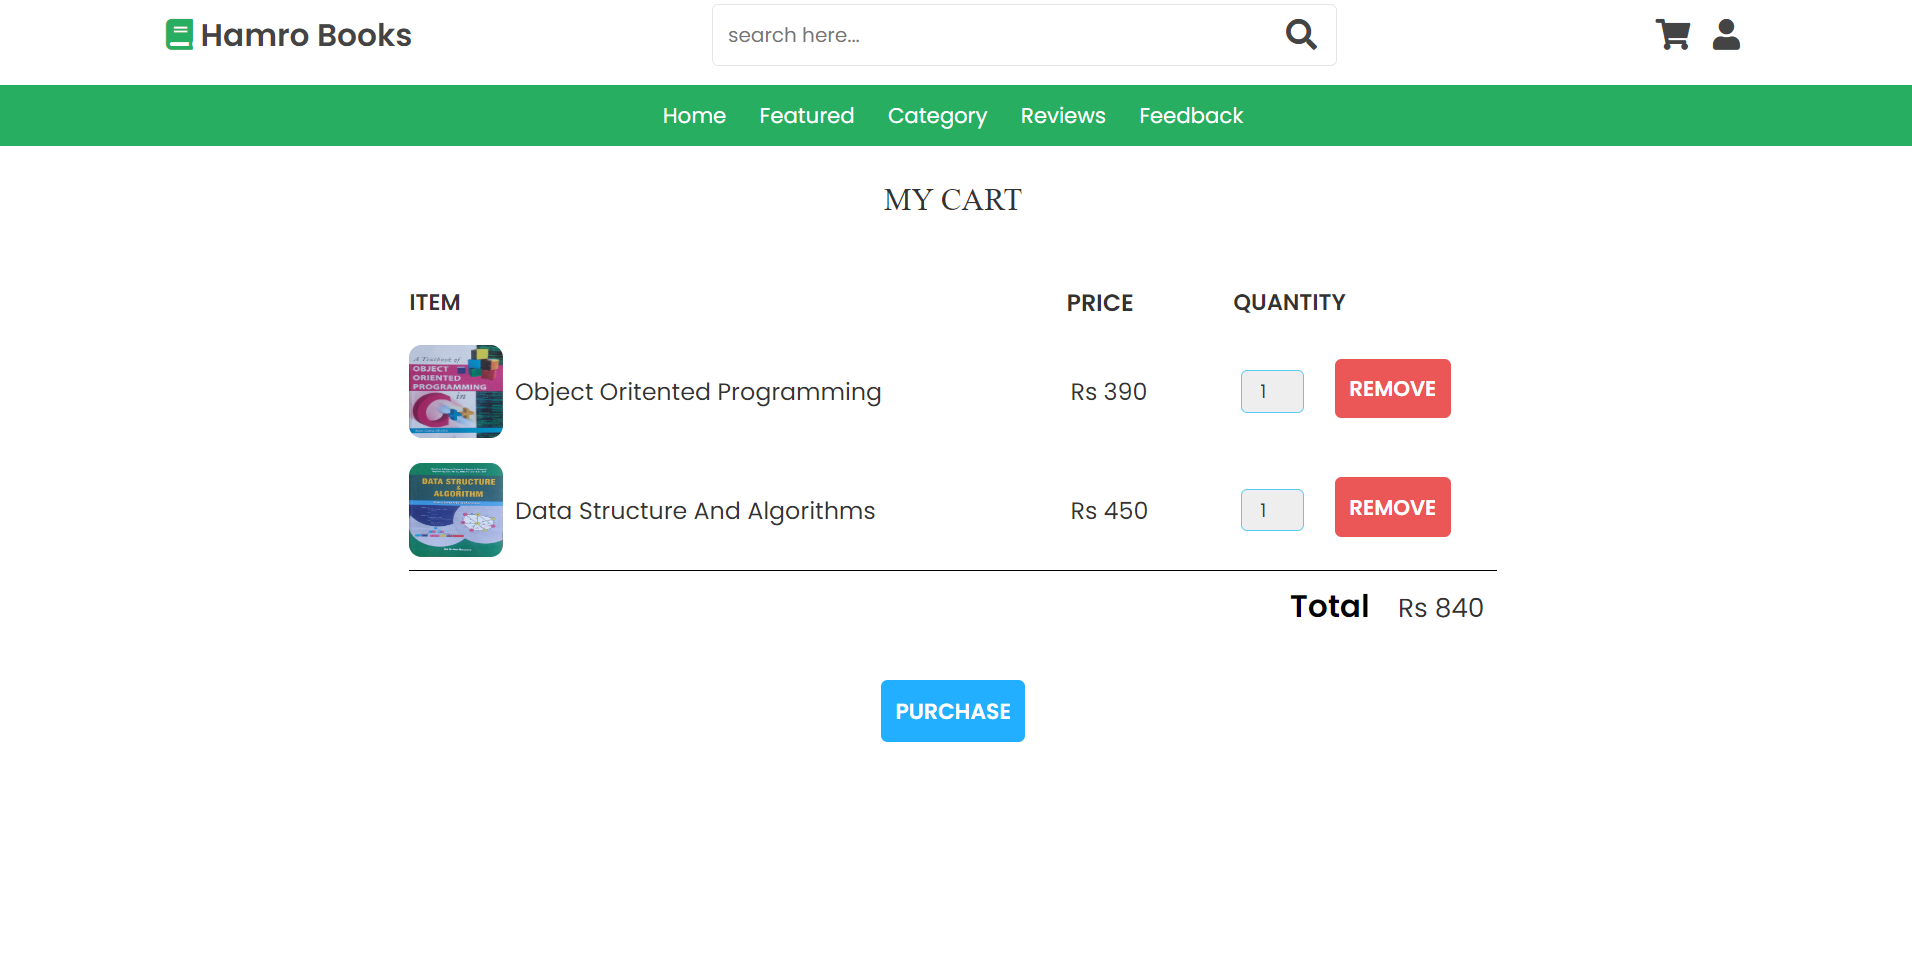 Hamro Books
search here...
Home Featured Category Reviews Feedback
MY CART
ITEM PRICE QUANTITY
A Textbook of
OBJECT
ORIENTED
PROGRAMMING
in
Object Oritented Programming Rs 390 1 REMOVE
DATA STRUCTURE
&
ALGORITHM
Data Structure And Algorithms Rs 450 1 REMOVE
Total Rs 840
PURCHASE